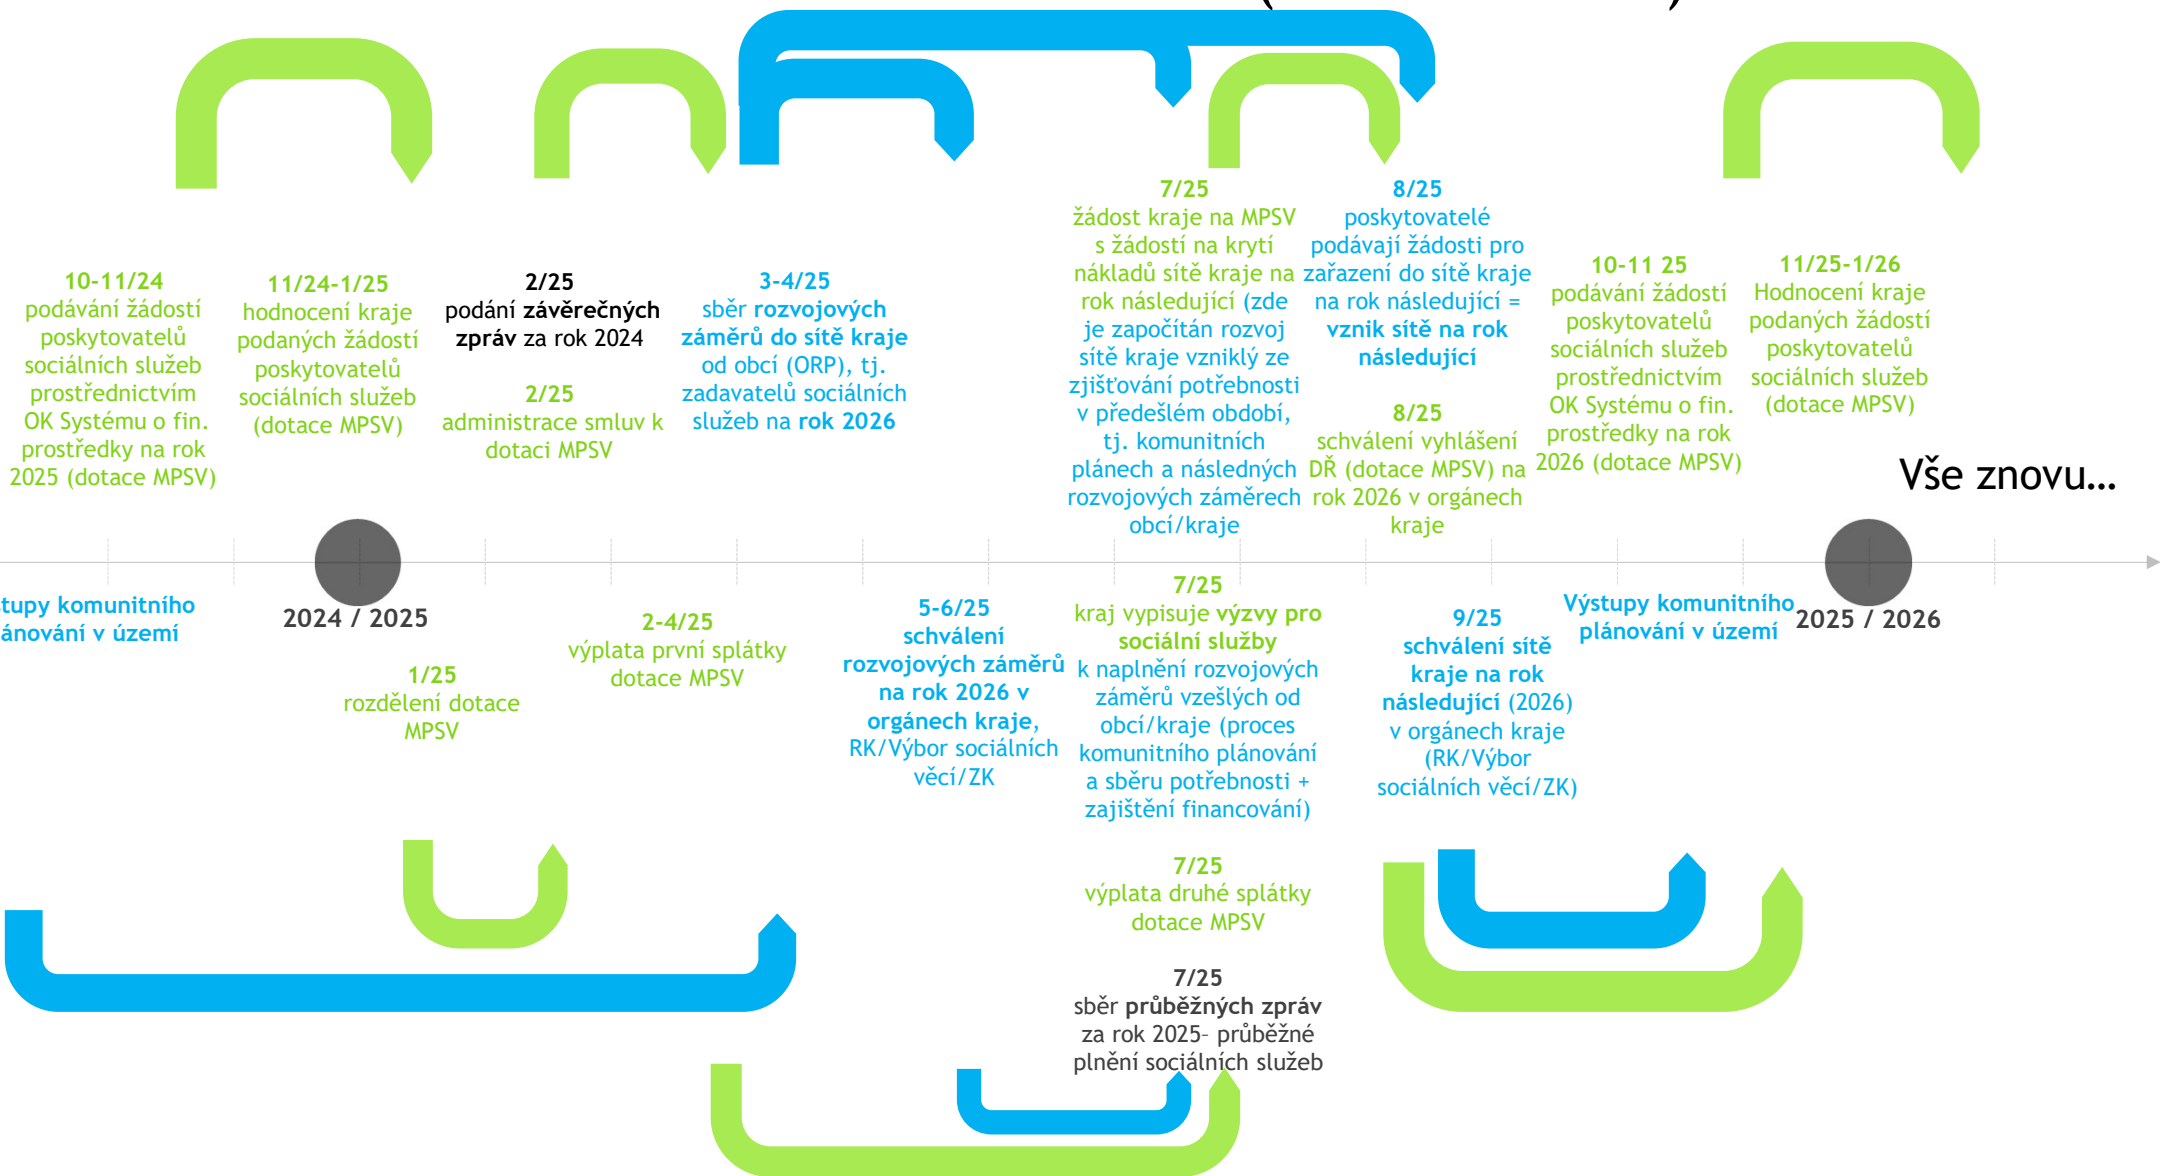 10-11/24
podávání žádostí
poskytovatelů
sociálních služeb
prostřednictvím
OK Systému o fin.
prostředky na rok
2025 (dotace MPSV)
11/24-1/25
hodnocení kraje
podaných žádostí
poskytovatelů
sociálních služeb
(dotace MPSV)
2/25
podání závěrečných
zpráv za rok 2024
2/25
administrace smluv k
dotaci MPSV
3-4/25
sběr rozvojových
záměrů do sítě kraje
od obcí (ORP), tj.
zadavatelů sociálních
služeb na rok 2026
7/25
žádost kraje na MPSV
s žádostí na krytí
nákladů sítě kraje na
rok následující (zde
je započítán rozvoj
sítě kraje vzniklý ze
zjišťování potřebnosti
v předešlém období,
tj. komunitních
plánech a následných
rozvojových záměrech
obcí/kraje
8/25
poskytovatelé
podávají žádosti pro
zařazení do sítě kraje
na rok následující =
vznik sítě na rok
následující
8/25
schválení vyhlášení
DŘ (dotace MPSV) na
rok 2026 v orgánech
kraje
10-11 25
podávání žádostí
poskytovatelů
sociálních služeb
prostřednictvím
OK Systému o fin.
prostředky na rok
2026 (dotace MPSV)
11/25-1/26
Hodnocení kraje
podaných žádostí
poskytovatelů
sociálních služeb
(dotace MPSV)
Vše znovu…
tupy komunitního
ánování v území
2024 / 2025
1/25
rozdělení dotace
MPSV
2-4/25
výplata první splátky
dotace MPSV
5-6/25
schválení
rozvojových záměrů
na rok 2026 v
orgánech kraje,
RK/Výbor sociálních
věcí/ZK
7/25
kraj vypisuje výzvy pro
sociální služby
k naplnění rozvojových
záměrů vzešlých od
obcí/kraje (proces
komunitního plánování
a sběru potřebnosti +
zajištění financování)
7/25
výplata druhé splátky
dotace MPSV
7/25
sběr průběžných zpráv
za rok 2025– průběžné
plnění sociálních služeb
9/25
schválení sítě
kraje na rok
následující (2026)
v orgánech kraje
(RK/Výbor
sociálních věcí/ZK)
Výstupy komunitního
plánování v území
2025 / 2026